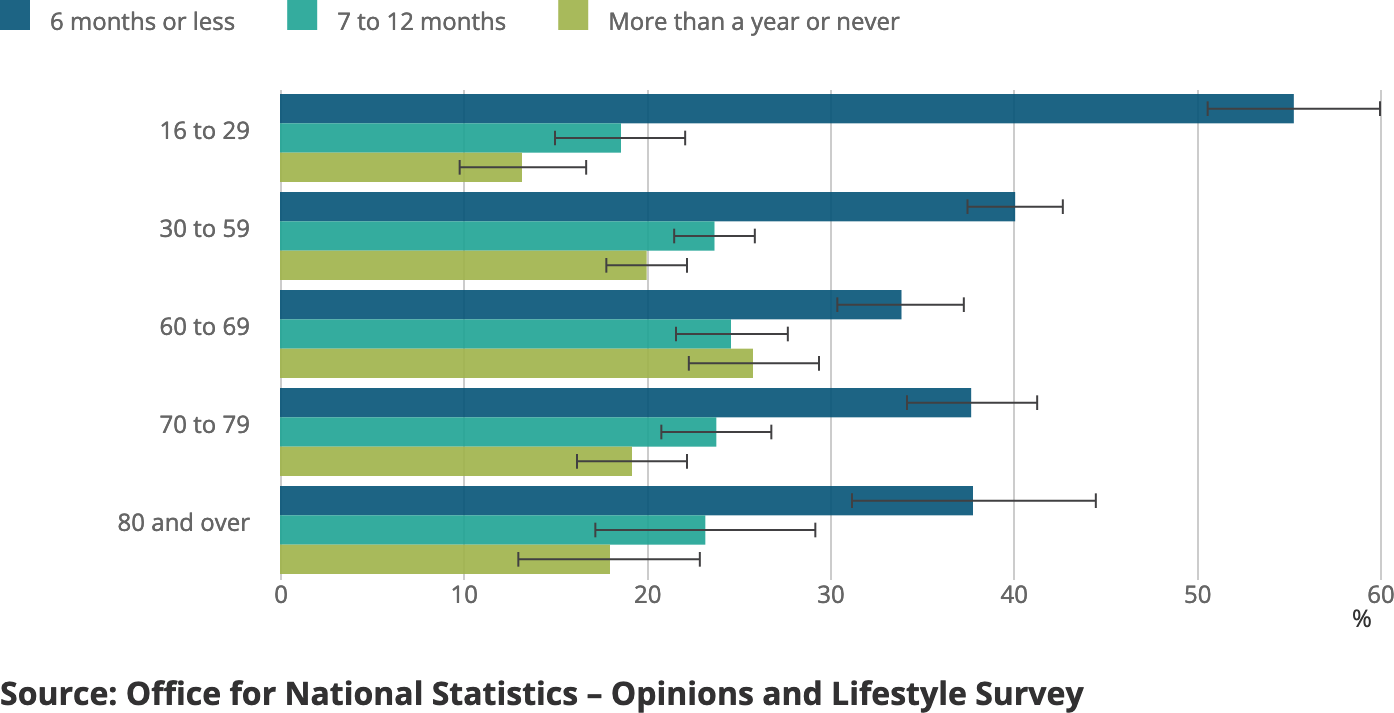 6 months or less 7 to 12 months More than a year or never
16 to 29
30 to 59
60 to 69
70 to 79
80 and over
0 10 20 30 40 50 60
%
Source: Office for National Statistics – Opinions and Lifestyle Survey